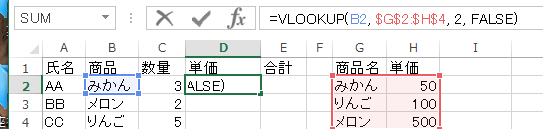 SUM =VLOOKUP(B2, $G$2:$H$4, 2, FALSE)
A B C D E F G H I
1 氏名 商品 数量 単価 合計 商品名 単価
2 AA みかん 3 ALSE) みかん 50
3 BB メロン 2 りんご 100
4 CC りんご 5 メロン 500